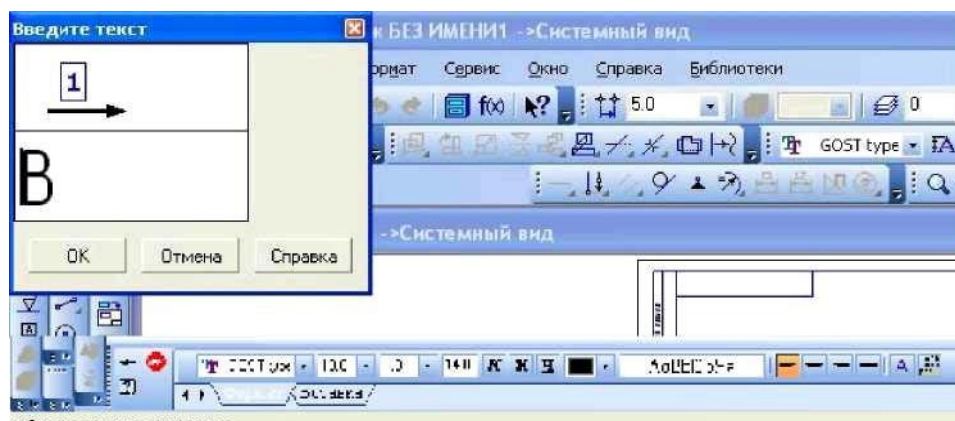 Введите текст
к БЕЗ ИМЕНИ1 ->Системный вид
1
ормат Сервис Окно Справка Библиотеки
f(x) 5.0 0
B
GOST type
OK Отмена Справка
->Системный вид